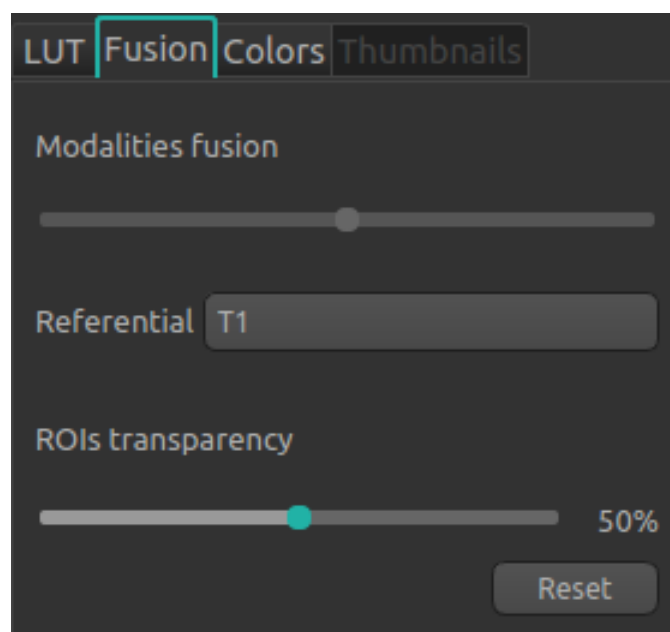 LUT Fusion Colors Thumbnails
Modalities fusion
Referential T1
ROIs transparency
50%
Reset